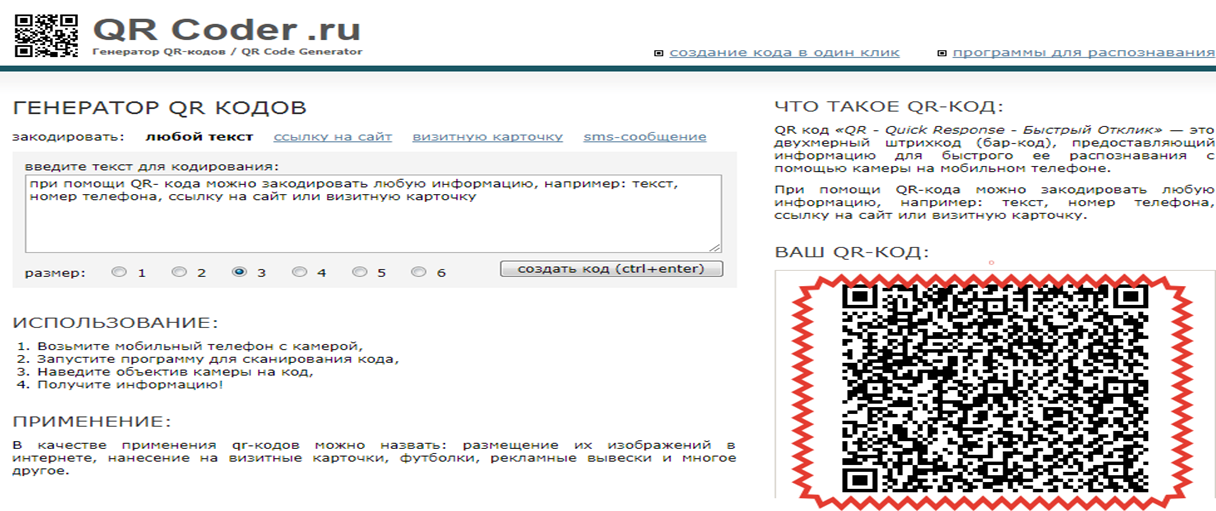 QR Coder .ru
Генератор QR-кодов / QR Code Generator
создание кода в один клик
программы для распознавания
ГЕНЕРАТОР QR КОДОВ
закодировать: любой текст ссылку на сайт визитную карточку sms-сообщение
введите текст для кодирования:
при помощи QR- кода можно закодировать любую информацию, например: текст,
номер телефона, ссылку на сайт или визитную карточку
размер: 1 2 3 4 5 6
создать код (ctrl+enter)
ИСПОЛЬЗОВАНИЕ:
1. Возьмите мобильный телефон с камерой,
2. Запустите программу для сканирования кода,
3. Наведите объектив камеры на код,
4. Получите информацию!
ПРИМЕНЕНИЕ:
В качестве применения qr-кодов можно назвать: размещение их изображений в
интернете, нанесение на визитные карточки, футболки, рекламные вывески и многое
другое.
ЧТО ТАКОЕ QR-КОД:
QR код «QR - Quick Response - Быстрый Отклик» — это
двухмерный штрихкод (бар-код), предоставляющий
информацию для быстрого ее распознавания с
помощью камеры на мобильном телефоне.
При помощи QR-кода можно закодировать любую
информацию, например: текст, номер телефона,
ссылку на сайт или визитную карточку.
ВАШ QR-КОД: